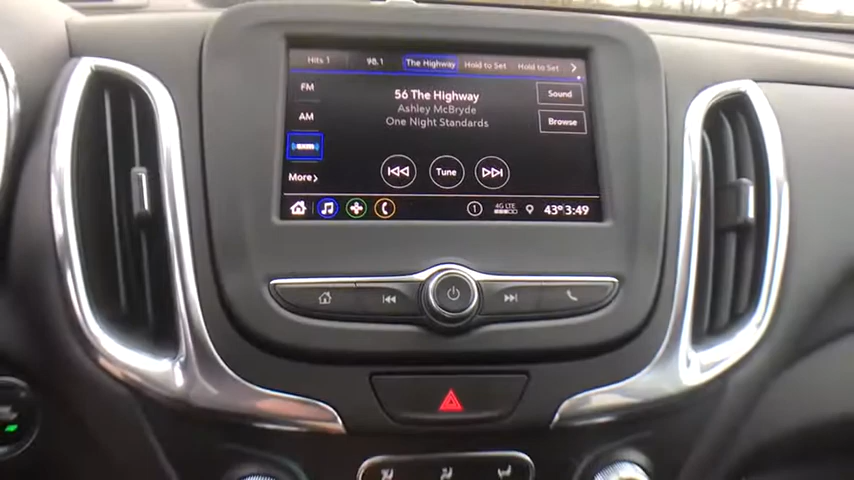 Hits 1 98.1 The Highway Hold to Set Hold to Set
FM
56 The Highway
Sound
Ashley McBryde
AM
One Night Standards
Browse
Tune
More
1 4G LTE 43° 3:49